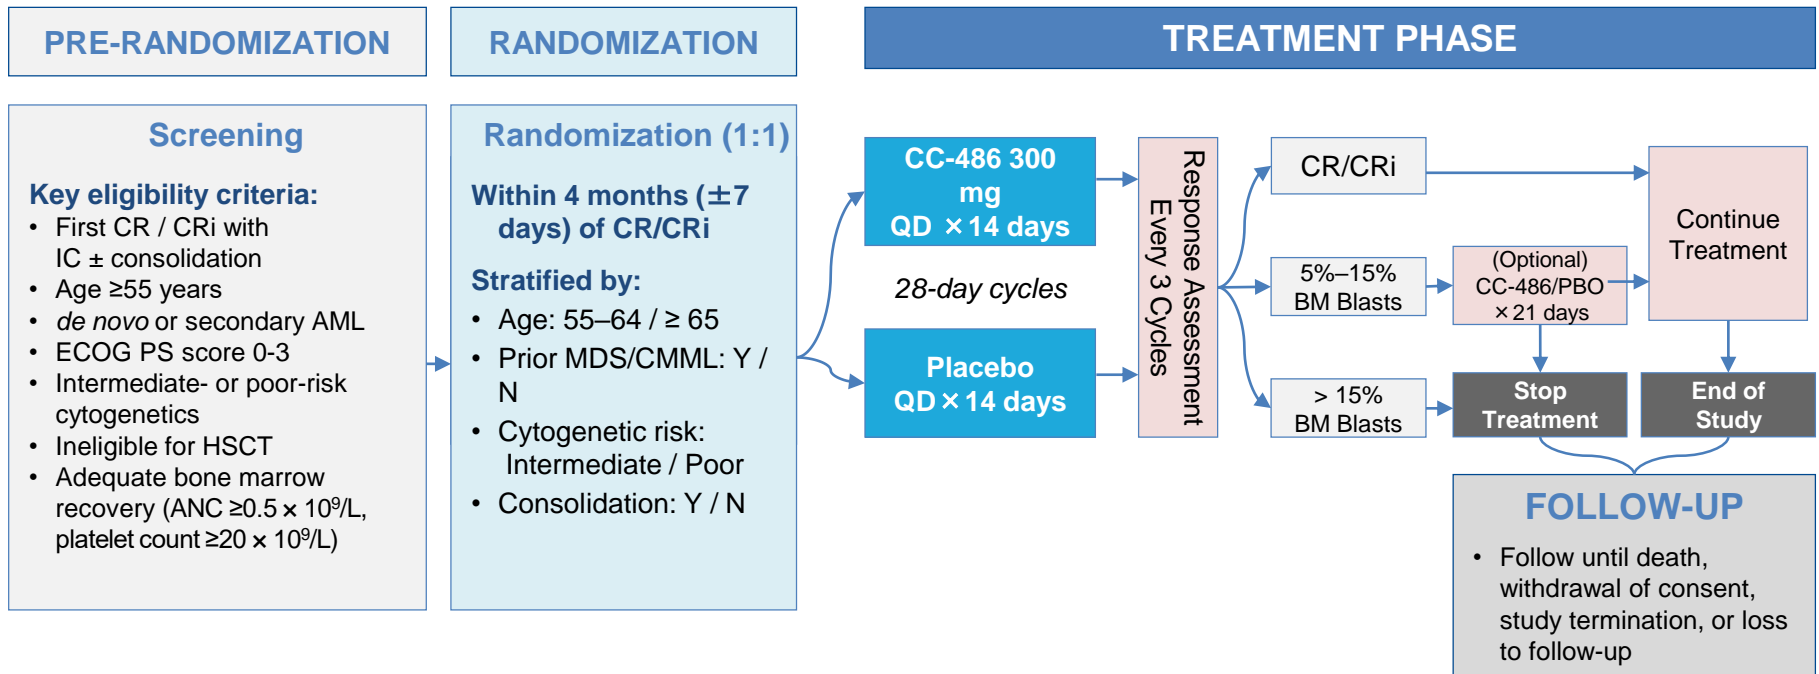 PRE-RANDOMIZATION
Screening
Key eligibility criteria:
• First CR / CRi with
IC ± consolidation
• Age ≥55 years
• de novo or secondary AML
• ECOG PS score 0-3
• Intermediate- or poor-risk
cytogenetics
• Ineligible for HSCT
• Adequate bone marrow
recovery (ANC ≥0.5 × 10⁹/L,
platelet count ≥20 × 10⁹/L)
RANDOMIZATION
Randomization (1:1)
Within 4 months (±7
days) of CR/CRi
Stratified by:
• Age: 55–64 / ≥ 65
• Prior MDS/CMML: Y /
N
• Cytogenetic risk:
Intermediate / Poor
• Consolidation: Y / N
TREATMENT PHASE
CC-486 300
mg
QD ×14 days
28-day cycles
Placebo
QD ×14 days
Response Assessment
Every 3 Cycles
CR/CRi
5%–15%
BM Blasts
> 15%
BM Blasts
(Optional)
CC-486/PBO
× 21 days
Continue
Treatment
Stop
Treatment
End of
Study
FOLLOW-UP
• Follow until death,
withdrawal of consent,
study termination, or loss
to follow-up